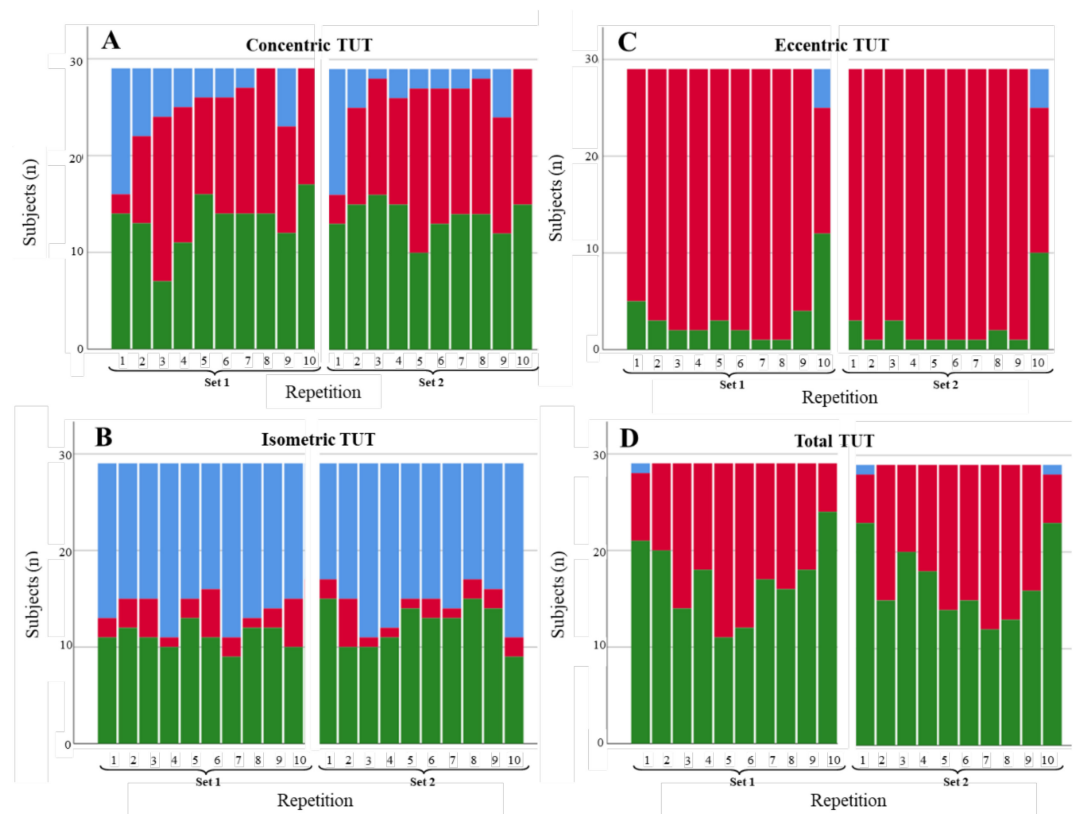 A
Concentric TUT
30
20
10
0
Subjects (n)
1 2 3 4 5 6 7 8 9 10
1 2 3 4 5 6 7 8 9 10
Set 1
Set 2
Repetition
C
Eccentric TUT
30
20
10
0
Subjects (n)
1 2 3 4 5 6 7 8 9 10
1 2 3 4 5 6 7 8 9 10
Set 1
Set 2
Repetition
B
Isometric TUT
30
20
10
0
Subjects (n)
1 2 3 4 5 6 7 8 9 10
1 2 3 4 5 6 7 8 9 10
Set 1
Set 2
Repetition
D
Total TUT
30
20
10
0
Subjects (n)
1 2 3 4 5 6 7 8 9 10
1 2 3 4 5 6 7 8 9 10
Set 1
Set 2
Repetition